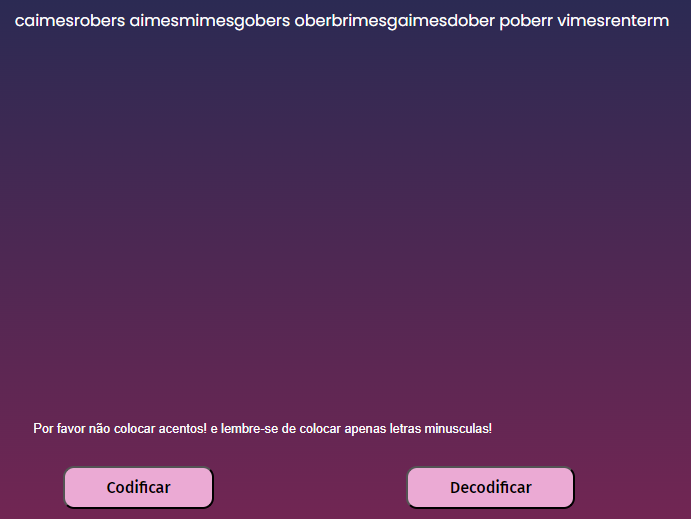 caimesrobers aimesmimesgobers oberbrimesgaimesdober poberr vimesrenterm
Por favor não colocar acentos! e lembre-se de colocar apenas letras minusculas!
Codificar
Decodificar